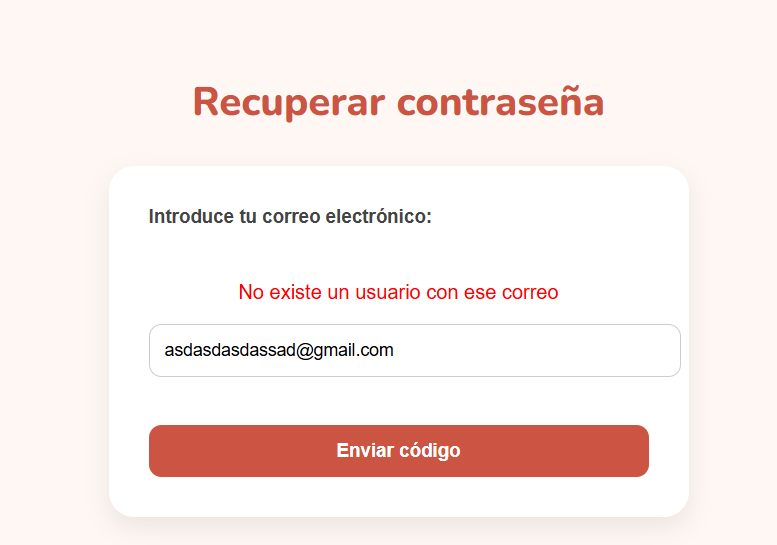 Recuperar contraseña
Introduce tu correo electrónico:
No existe un usuario con ese correo
asdasdasdassad@gmail.com
Enviar código